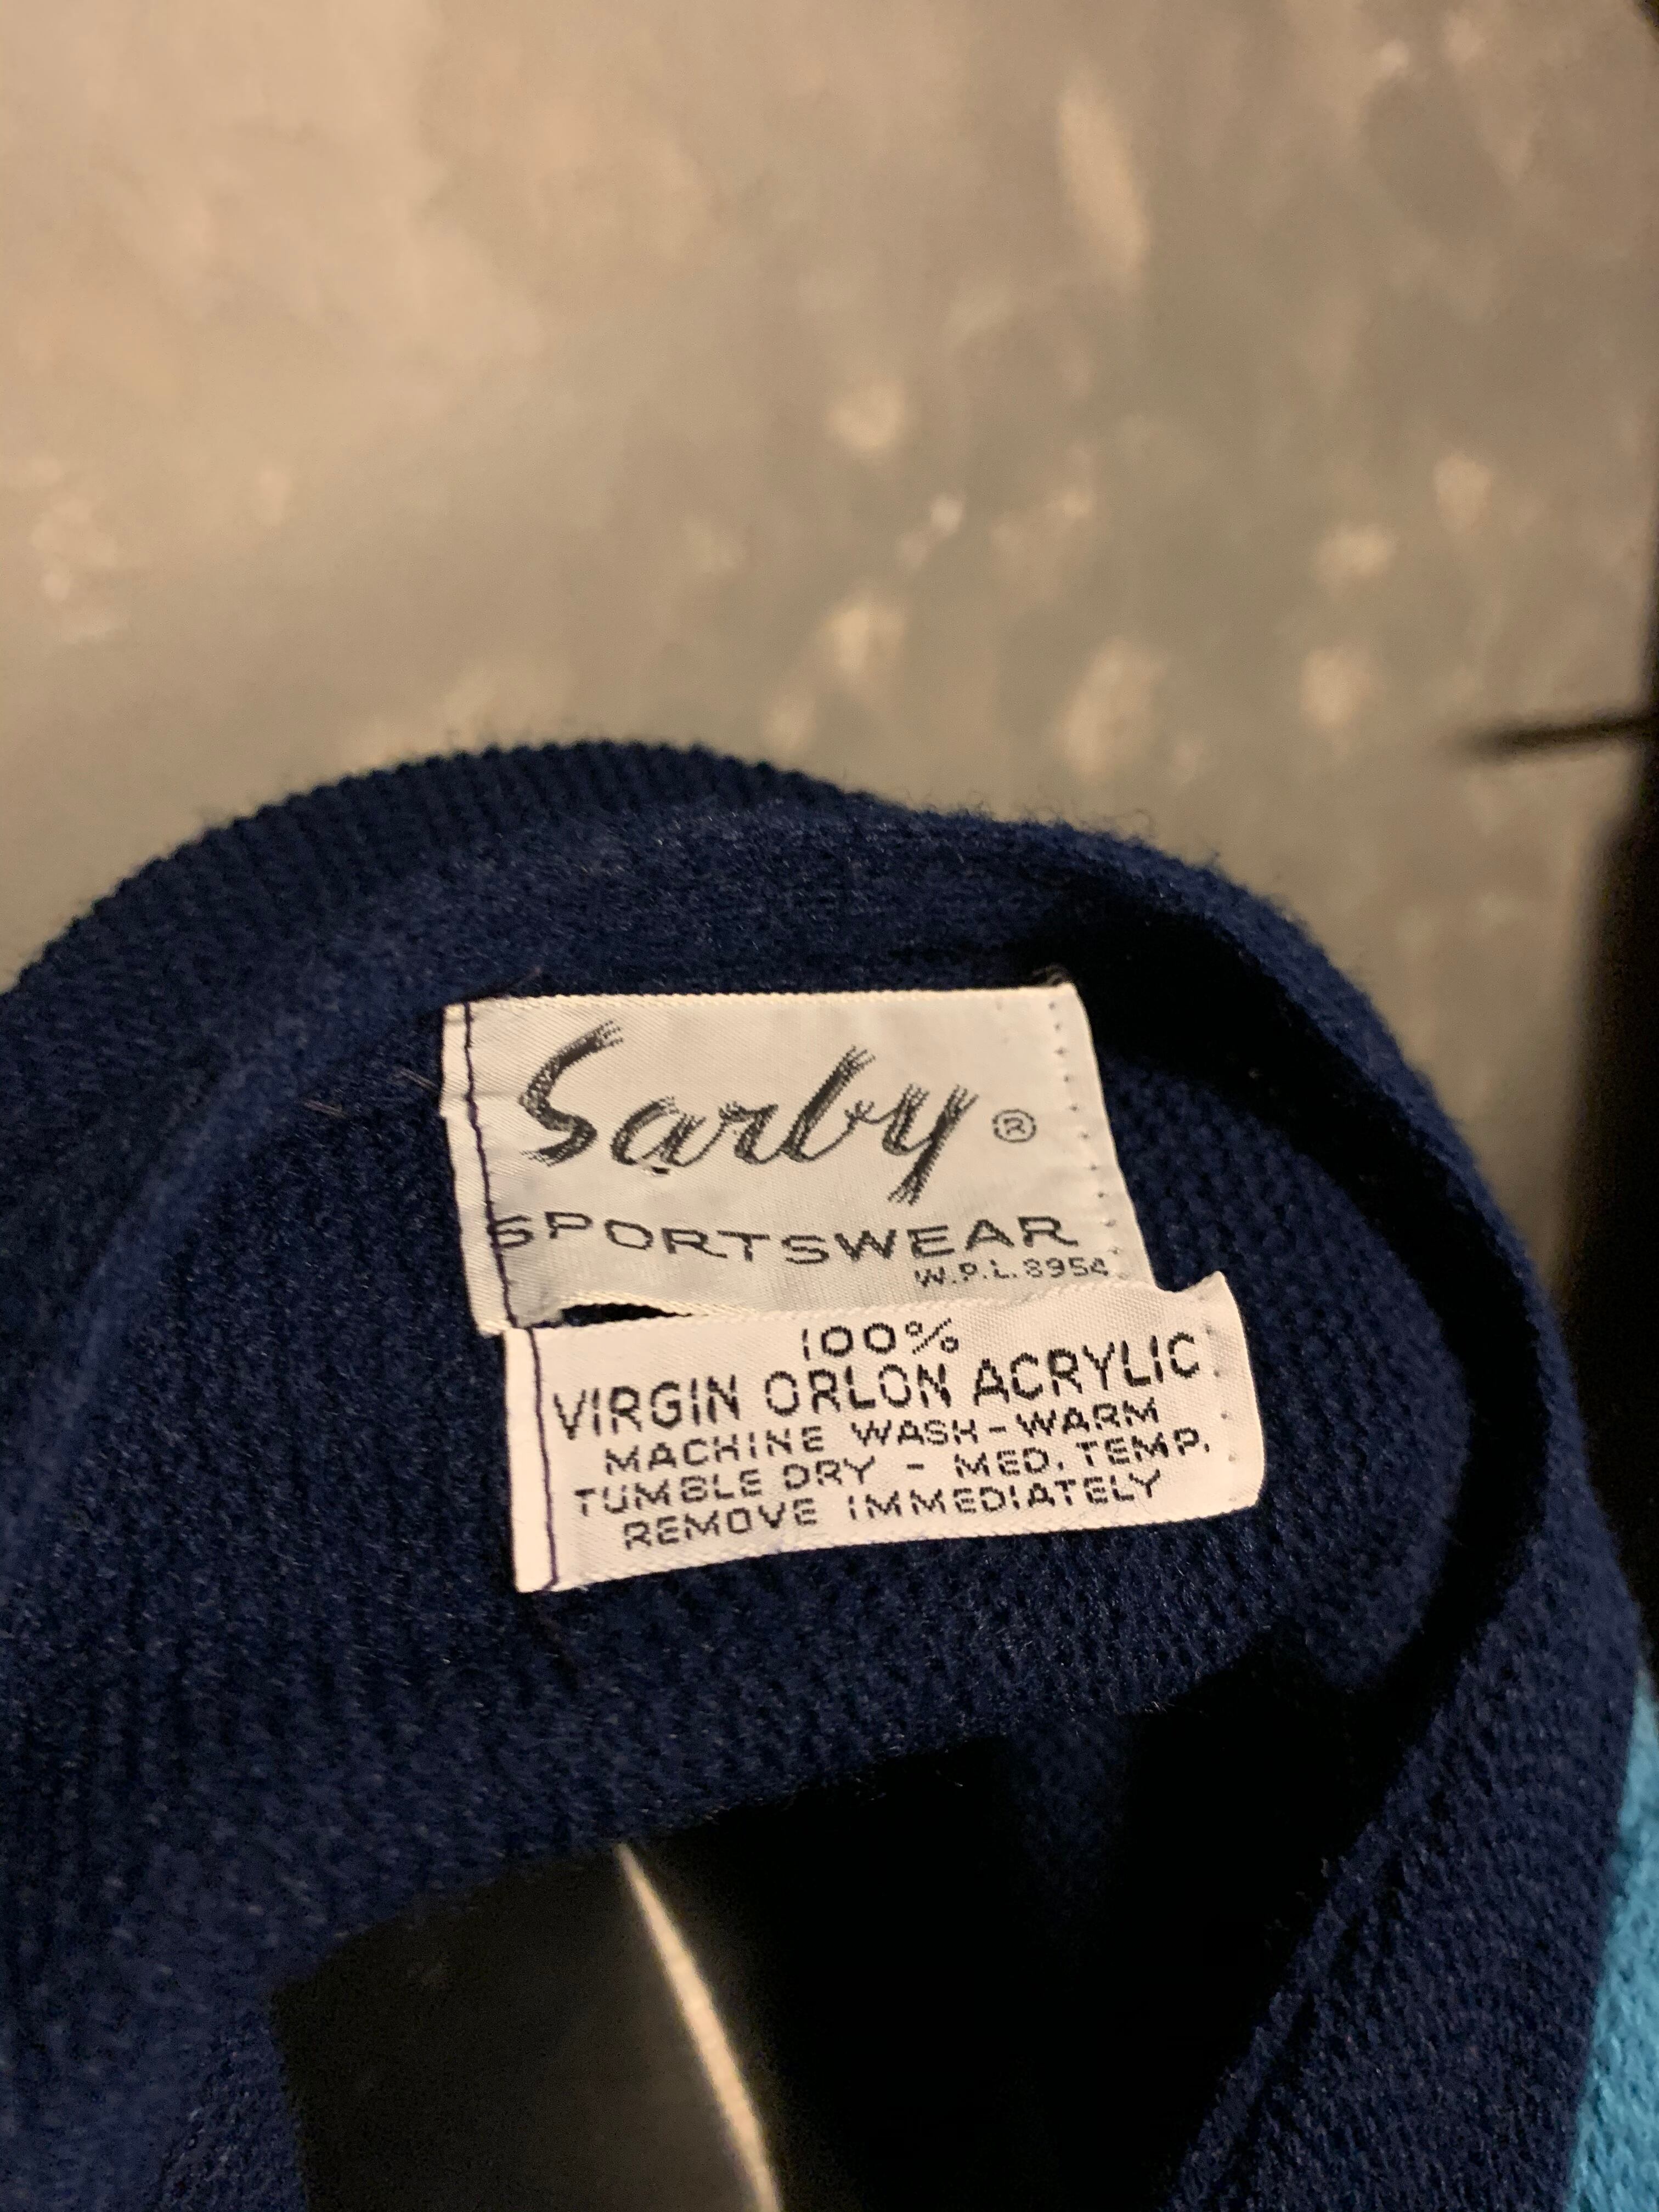 Sarby ®
SPORTSWEAR
W.P.L. 8954
100%
VIRGIN ORLON ACRYLIC
MACHINE WASH-WARM
TUMBLE DRY - MED. TEMP.
REMOVE IMMEDIATELY